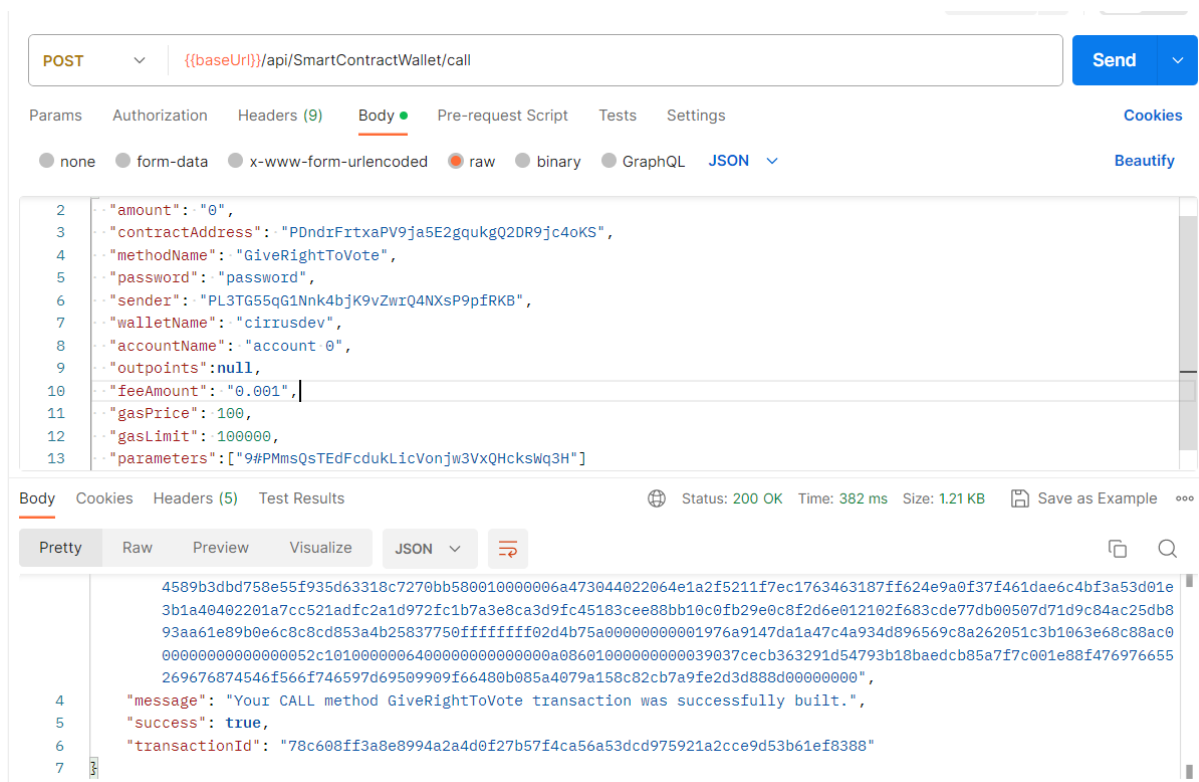 POST {{baseUrl}}/api/SmartContractWallet/call Send
Params Authorization Headers (9) Body Pre-request Script Tests Settings Cookies
none form-data x-www-form-urlencoded raw binary GraphQL JSON Beautify
2 "amount": "0",
3 "contractAddress": "PDndrFrtxaPV9ja5E2gqukgQ2DR9jc4oKS",
4 "methodName": "GiveRightToVote",
5 "password": "password",
6 "sender": "PL3TG55qG1Nnk4bjK9vZwrQ4NXsP9pfRKB",
7 "walletName": "cirrusdev",
8 "accountName": "account 0",
9 "outpoints":null,
10 "feeAmount": "0.001",
11 "gasPrice": 100,
12 "gasLimit": 100000,
13 "parameters":["9#PMmsQsTEdFcdukLicVonjw3VxQHcksWq3H"]
Body Cookies Headers (5) Test Results Status: 200 OK Time: 382 ms Size: 1.21 KB Save as Example
Pretty Raw Preview Visualize JSON
4589b3dbd758e55f935d63318c7270bb580010000006a473044022064e1a2f5211f7ec1763463187ff624e9a0f37f461dae6c4bf3a53d01e
3b1a40402201a7cc521adfc2a1d972fc1b7a3e8ca3d9fc45183cee88bb10c0fb29e0c8f2d6e012102f683cde77db00507d71d9c84ac25db8
93aa61e89b0e6c8c8cd853a4b25837750ffffffff02d4b75a00000000001976a9147da1a47c4a934d896569c8a262051c3b1063e68c88ac0
00000000000000052c10100000006400000000000000a08601000000000039037cecb363291d54793b18baedcb85a7f7c001e88f476976655
269676874546f566f746597d69509909f66480b085a4079a158c82cb7a9fe2d3d888d00000000",
4 "message": "Your CALL method GiveRightToVote transaction was successfully built.",
5 "success": true,
6 "transactionId": "78c608ff3a8e8994a2a4d0f27b57f4ca56a53dcd975921a2cce9d53b61ef8388"
7 }